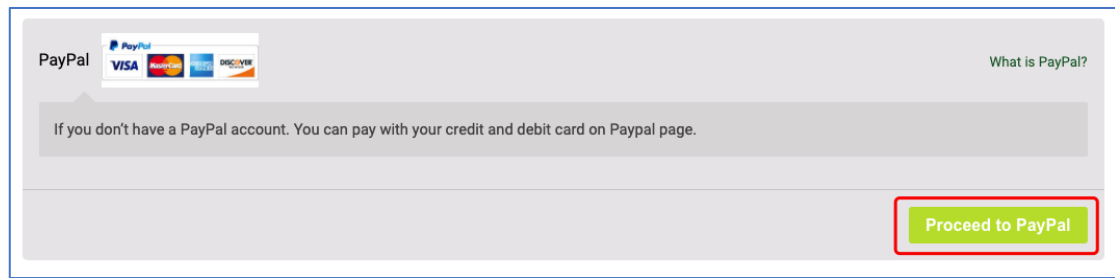 PayPal
PayPal
VISA MasterCard DISCOVER
What is PayPal?
If you don't have a PayPal account. You can pay with your credit and debit card on Paypal page.
Proceed to PayPal